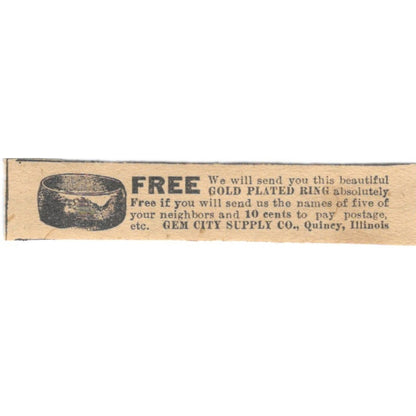 FREE We will send you this beautiful
GOLD PLATED RING absolutely
Free if you will send us the names of five of
your neighbors and 10 cents to pay postage,
etc. GEM CITY SUPPLY CO., Quincy, Illinois